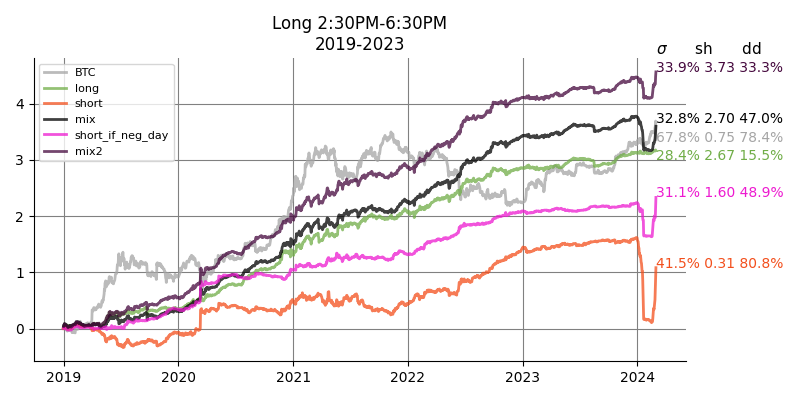 Long 2:30PM-6:30PM
2019-2023
σ sh dd
33.9% 3.73 33.3%
32.8% 2.70 47.0%
67.8% 0.75 78.4%
28.4% 2.67 15.5%
31.1% 1.60 48.9%
41.5% 0.31 80.8%
BTC
long
short
mix
short_if_neg_day
mix2
4
3
2
1
0
2019 2020 2021 2022 2023 2024